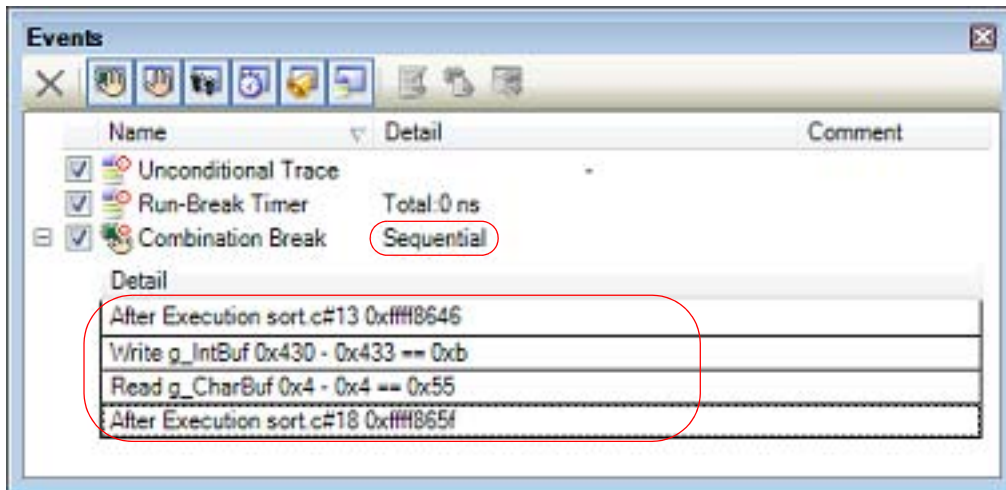 Events
Name Detail Comment
Unconditional Trace -
Run-Break Timer Total:0 ns
Combination Break Sequential
Detail
After Execution sort.c#13 0xffff8646
Write g_IntBuf 0x430 - 0x433 == 0xb
Read g_CharBuf 0x4 - 0x4 == 0x55
After Execution sort.c#18 0xffff865f